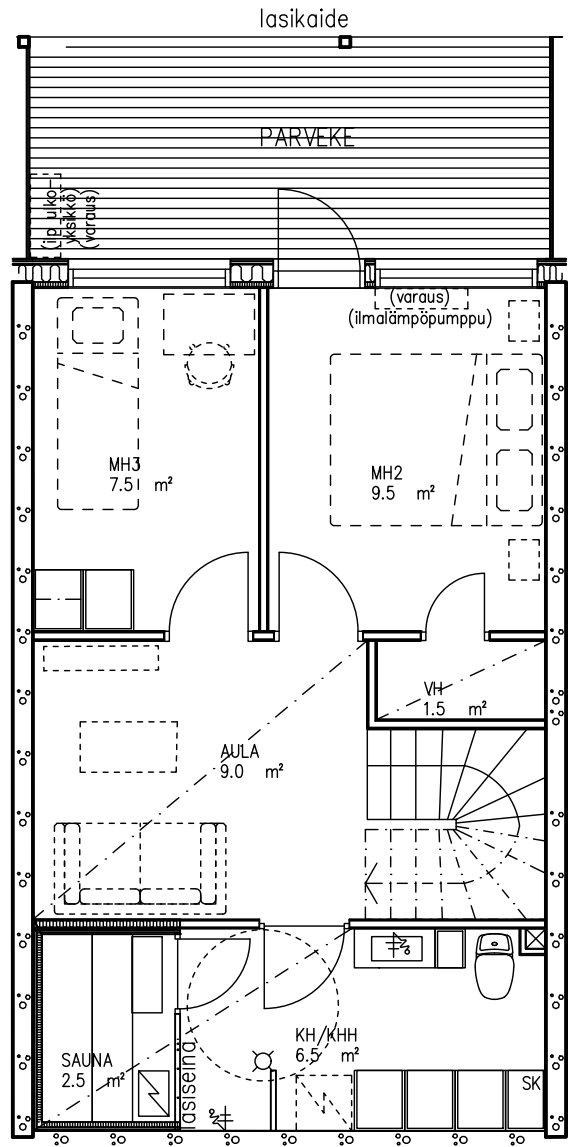 lasikaide
PARVEKE
(ip ulko-
yksikkö)
(varaus)
(varaus)
(ilmalämpöpumppu)
MH3
7.5 m²
MH2
9.5 m²
VH
1.5 m²
AULA
9.0 m²
KH/KHH
6.5 m²
SAUNA
2.5 m²
lasiseinä
SK